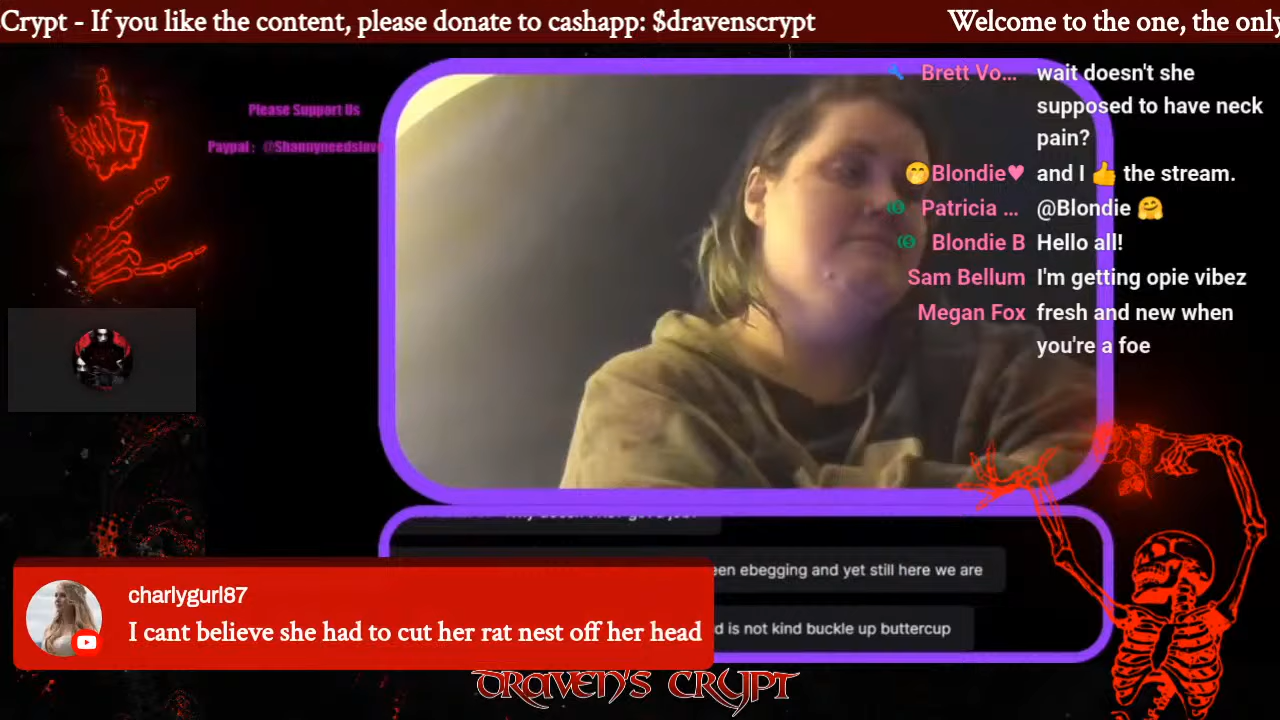 Crypt - If you like the content, please donate to cashapp: $dravenscrypt
Welcome to the one, the only
Please Support Us
Paypal : @Shannyneedslove
Brett Vo… wait doesn't she
supposed to have neck
pain?
🤭Blondie♥ and I 👍 the stream.
Patricia … @Blondie 🤗
Blondie B Hello all!
Sam Bellum I'm getting opie vibez
Megan Fox fresh and new when
you're a foe
een ebegging and yet still here we are
d is not kind buckle up buttercup
charlygurl87
I cant believe she had to cut her rat nest off her head
DRAVEN'S CRYPT